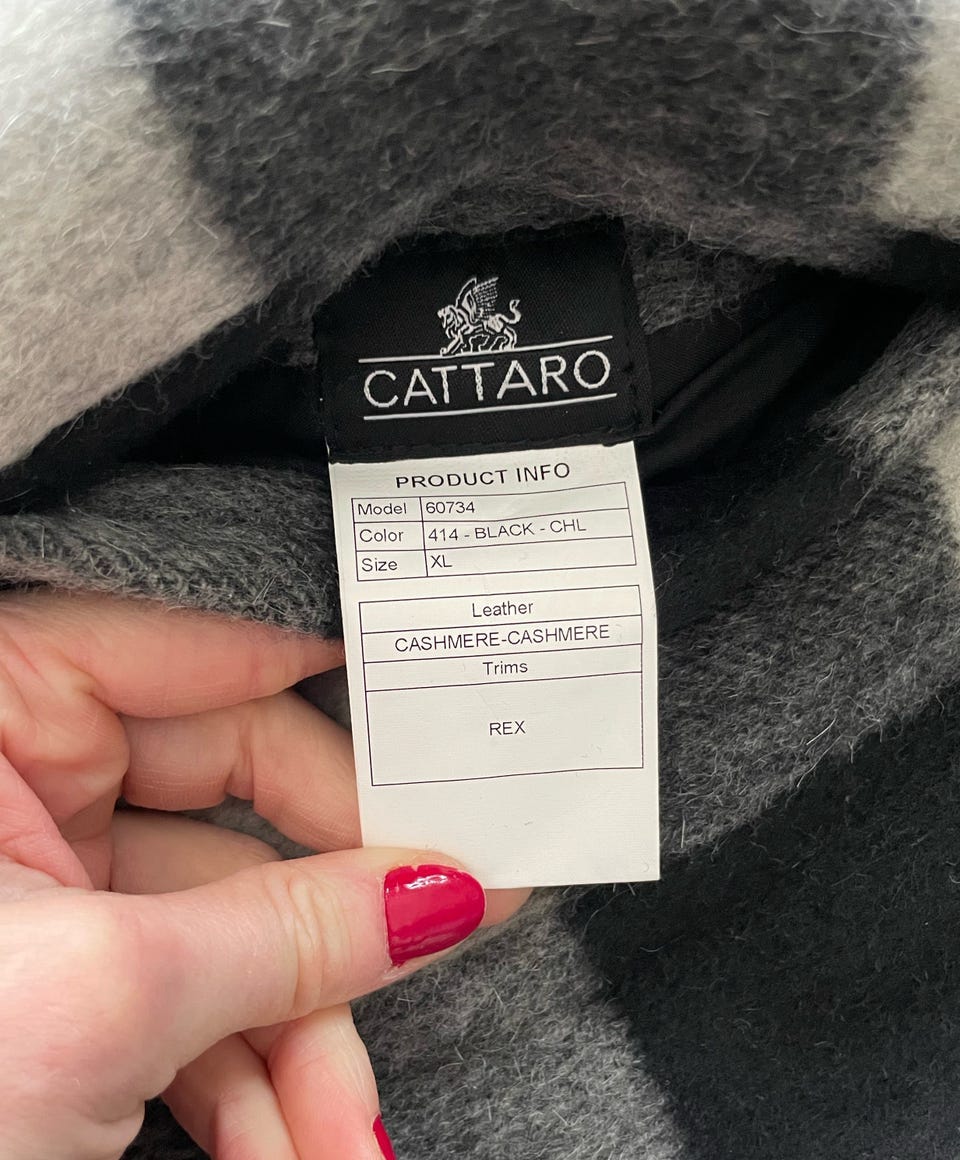 CATTARO
PRODUCT INFO
Model 60734
Color 414 - BLACK - CHL
Size XL
Leather
CASHMERE-CASHMERE
Trims
REX